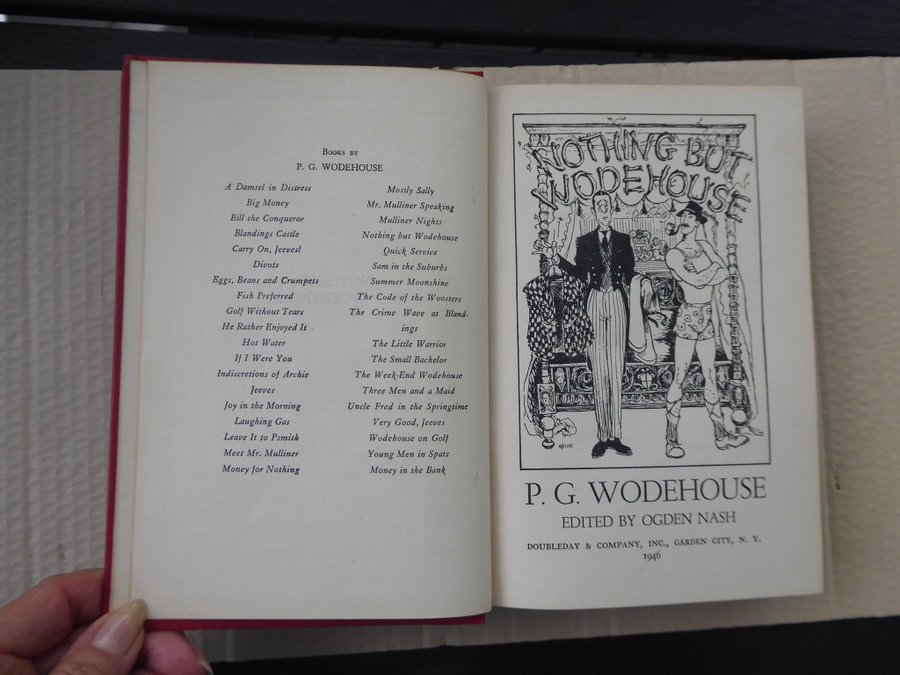 BOOKS BY
P. G. WODEHOUSE
A Damsel in Distress
Big Money
Bill the Conqueror
Blandings Castle
Carry On, Jeeves!
Divots
Eggs, Beans and Crumpets
Fish Preferred
Golf Without Tears
He Rather Enjoyed It
Hot Water
If I Were You
Indiscretions of Archie
Jeeves
Joy in the Morning
Laughing Gas
Leave It to Psmith
Meet Mr. Mulliner
Money for Nothing
Mostly Sally
Mr. Mulliner Speaking
Mulliner Nights
Nothing but Wodehouse
Quick Service
Sam in the Suburbs
Summer Moonshine
The Code of the Woosters
The Crime Wave at Bland-
ings
The Little Warrior
The Small Bachelor
The Week-End Wodehouse
Three Men and a Maid
Uncle Fred in the Springtime
Very Good, Jeeves
Wodehouse on Golf
Young Men in Spats
Money in the Bank
NOTHING BUT
WODEHOUSE
P. G. WODEHOUSE
EDITED BY OGDEN NASH
DOUBLEDAY & COMPANY, INC., GARDEN CITY, N. Y.
1946